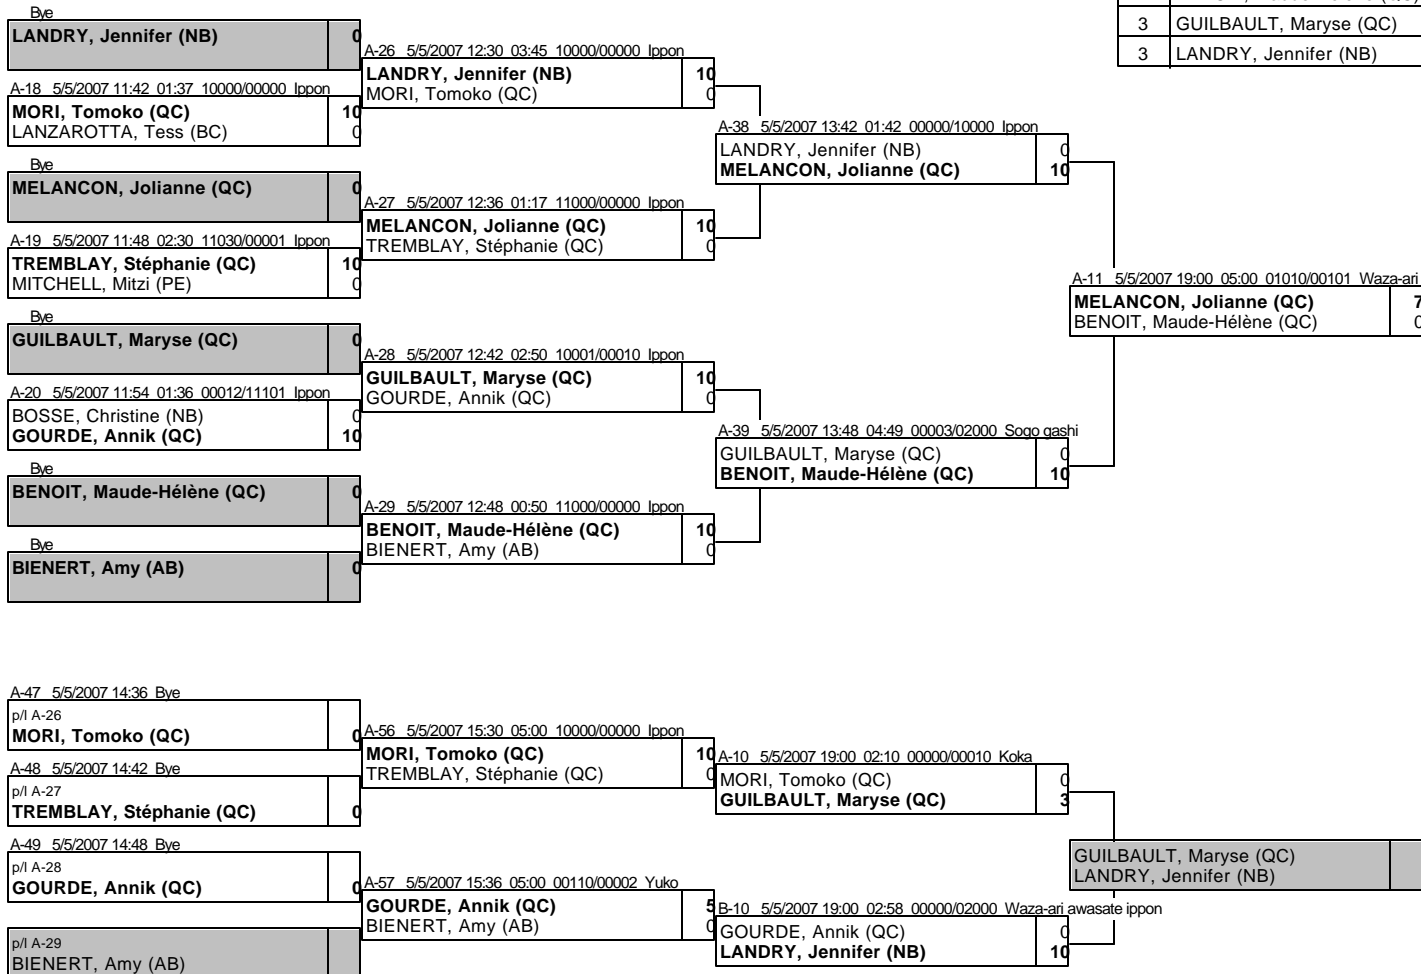 3 GUILBAULT, Maryse (QC)
3 LANDRY, Jennifer (NB)
Bye
LANDRY, Jennifer (NB) 0
A-18 5/5/2007 11:42 01:37 10000/00000 Ippon
MORI, Tomoko (QC) 10
LANZAROTTA, Tess (BC) 0
Bye
MELANCON, Jolianne (QC) 0
A-19 5/5/2007 11:48 02:30 11030/00001 Ippon
TREMBLAY, Stéphanie (QC) 10
MITCHELL, Mitzi (PE) 0
Bye
GUILBAULT, Maryse (QC) 0
A-20 5/5/2007 11:54 01:36 00012/11101 Ippon
BOSSE, Christine (NB) 0
GOURDE, Annik (QC) 10
Bye
BENOIT, Maude-Hélène (QC) 0
Bye
BIENERT, Amy (AB) 0
A-26 5/5/2007 12:30 03:45 10000/00000 Ippon
LANDRY, Jennifer (NB) 10
MORI, Tomoko (QC) 0
A-27 5/5/2007 12:36 01:17 11000/00000 Ippon
MELANCON, Jolianne (QC) 10
TREMBLAY, Stéphanie (QC) 0
A-28 5/5/2007 12:42 02:50 10001/00010 Ippon
GUILBAULT, Maryse (QC) 10
GOURDE, Annik (QC) 0
A-29 5/5/2007 12:48 00:50 11000/00000 Ippon
BENOIT, Maude-Hélène (QC) 10
BIENERT, Amy (AB) 0
A-38 5/5/2007 13:42 01:42 00000/10000 Ippon
LANDRY, Jennifer (NB) 0
MELANCON, Jolianne (QC) 10
A-39 5/5/2007 13:48 04:49 00003/02000 Sogo gashi
GUILBAULT, Maryse (QC) 0
BENOIT, Maude-Hélène (QC) 10
A-11 5/5/2007 19:00 05:00 01010/00101 Waza-ari
MELANCON, Jolianne (QC) 7
BENOIT, Maude-Hélène (QC) 0
A-47 5/5/2007 14:36 Bye
p/l A-26
MORI, Tomoko (QC) 0
A-48 5/5/2007 14:42 Bye
p/l A-27
TREMBLAY, Stéphanie (QC) 0
A-49 5/5/2007 14:48 Bye
p/l A-28
GOURDE, Annik (QC) 0
p/l A-29
BIENERT, Amy (AB)
A-56 5/5/2007 15:30 05:00 10000/00000 Ippon
MORI, Tomoko (QC) 10
TREMBLAY, Stéphanie (QC) 0
A-57 5/5/2007 15:36 05:00 00110/00002 Yuko
GOURDE, Annik (QC) 5
BIENERT, Amy (AB) 0
A-10 5/5/2007 19:00 02:10 00000/00010 Koka
MORI, Tomoko (QC) 0
GUILBAULT, Maryse (QC) 3
B-10 5/5/2007 19:00 02:58 00000/02000 Waza-ari awasate ippon
GOURDE, Annik (QC) 0
LANDRY, Jennifer (NB) 10
GUILBAULT, Maryse (QC)
LANDRY, Jennifer (NB)